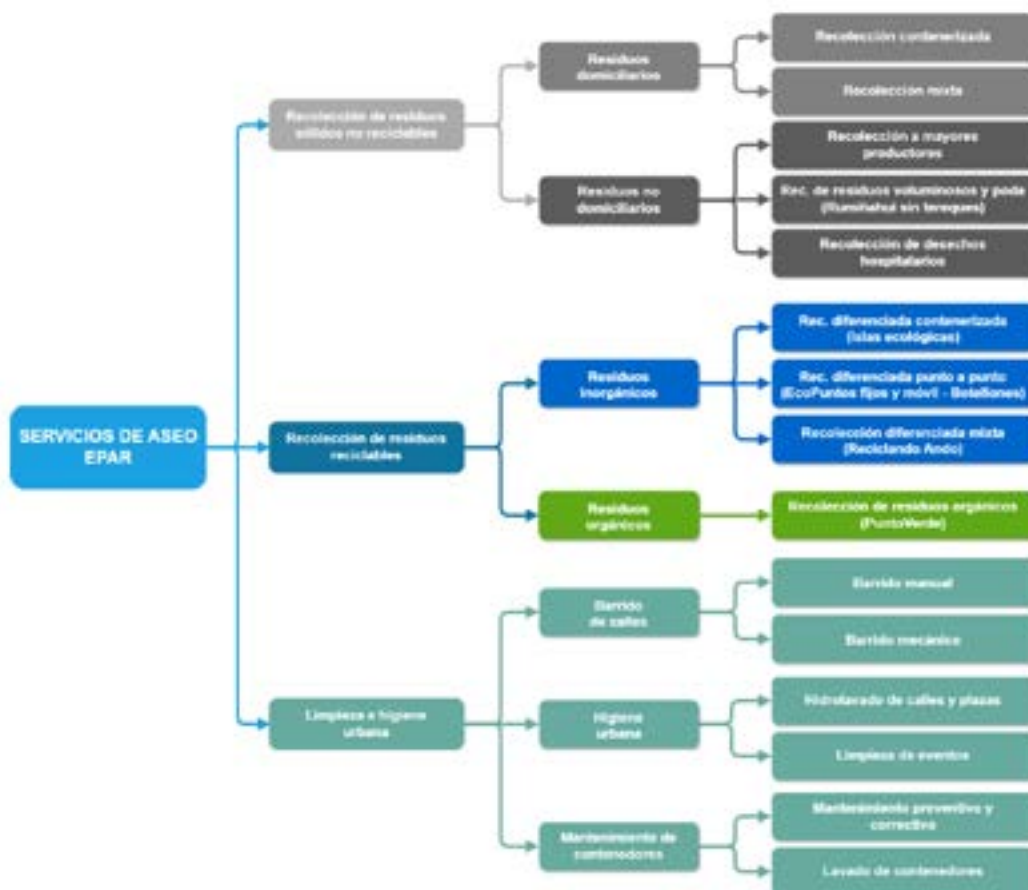 Recolección contenerizada
Residuos
domiciliarios
Recolección mixta
Recolección de residuos
sólidos no reciclables
Recolección a mayores
productores
Residuos no
domiciliarios
Rec. de residuos voluminosos y poda
(Rumiñahui sin tereques)
Recolección de desechos
hospitalarios
Rec. diferenciada contenerizada
(Islas ecológicas)
Residuos
inorgánicos
Rec. diferenciada punto a punto
(EcoPuntos fijos y móvil - Botellones)
SERVICIOS DE ASEO
EPAR
Recolección de residuos
reciclables
Recolección diferenciada mixta
(Reciclando Ando)
Residuos
orgánicos
Recolección de residuos orgánicos
(PuntoVerde)
Barrido manual
Barrido
de calles
Barrido mecánico
Limpieza e higiene
urbana
Hidrolavado de calles y plazas
Higiene
urbana
Limpieza de eventos
Mantenimiento preventivo y
correctivo
Mantenimiento de
contenedores
Lavado de contenedores